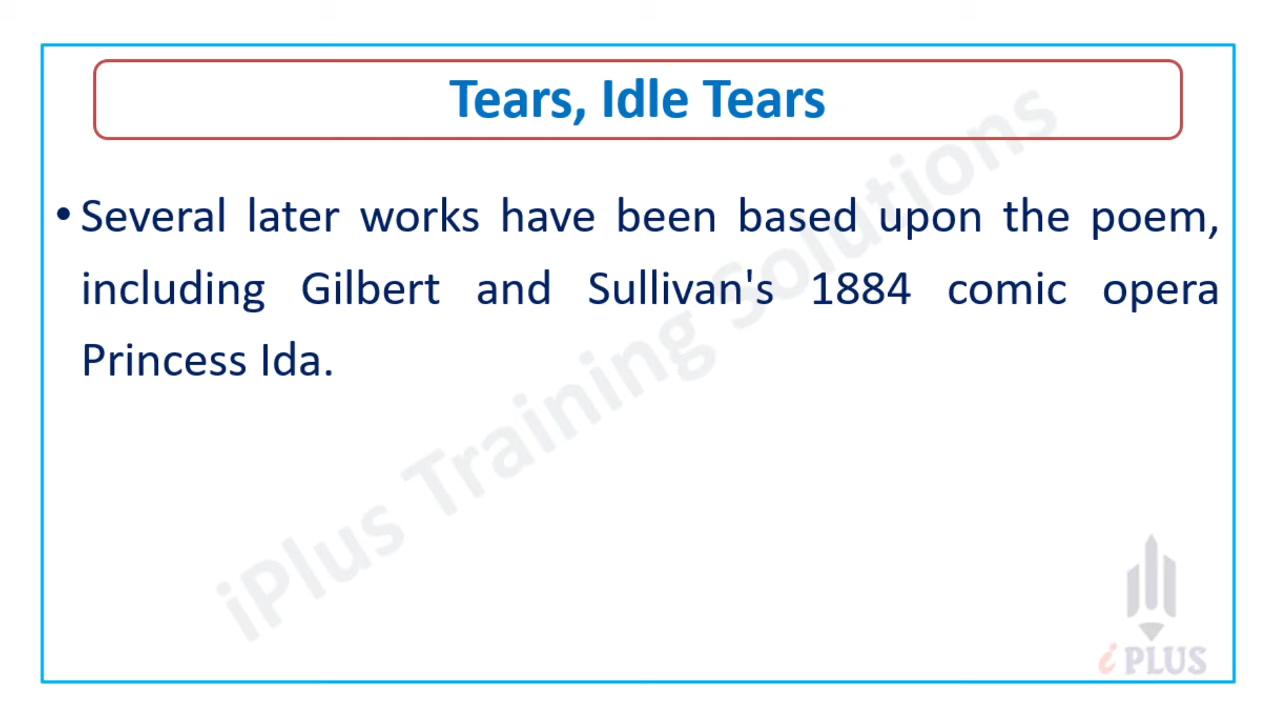 Tears, Idle Tears
• Several later works have been based upon the poem,
including Gilbert and Sullivan's 1884 comic opera
Princess Ida.
iPlus Training Solutions
i PLUS